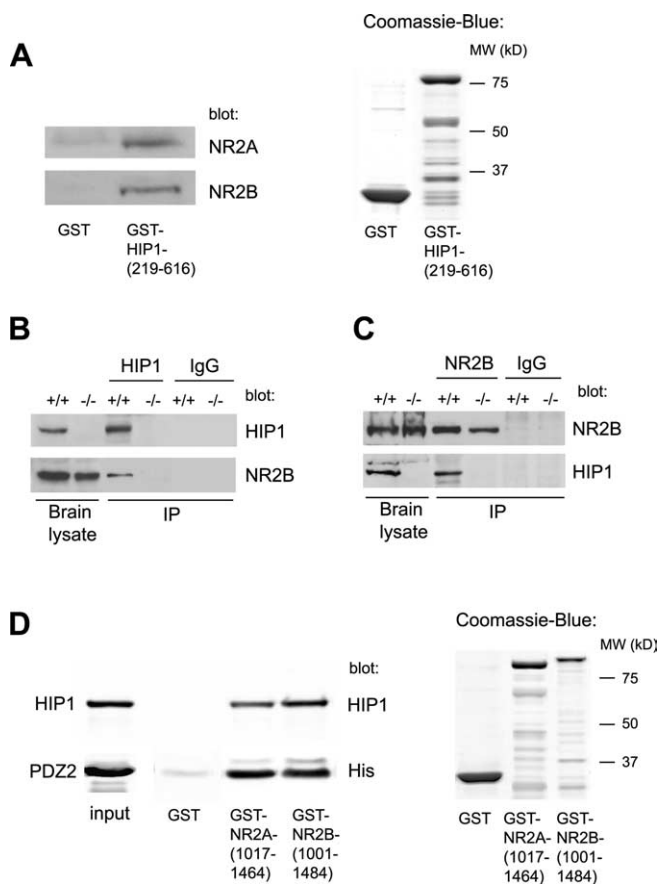 A
blot:
NR2A
NR2B
GST
GST-
HIP1-
(219-616)
Coomassie-Blue:
MW (kD)
75
50
37
GST
GST-
HIP1-
(219-616)
B
HIP1 IgG
+/+ -/- +/+ -/- +/+ -/- blot:
HIP1
NR2B
Brain
lysate
IP
C
NR2B IgG
+/+ -/- +/+ -/- +/+ -/- blot:
NR2B
HIP1
Brain
lysate
IP
D
blot:
HIP1 HIP1
PDZ2 His
input
GST
GST-
NR2A-
(1017-
1464)
GST-
NR2B-
(1001-
1484)
Coomassie-Blue:
MW (kD)
75
50
37
GST
GST-
NR2A-
(1017-
1464)
GST-
NR2B-
(1001-
1484)